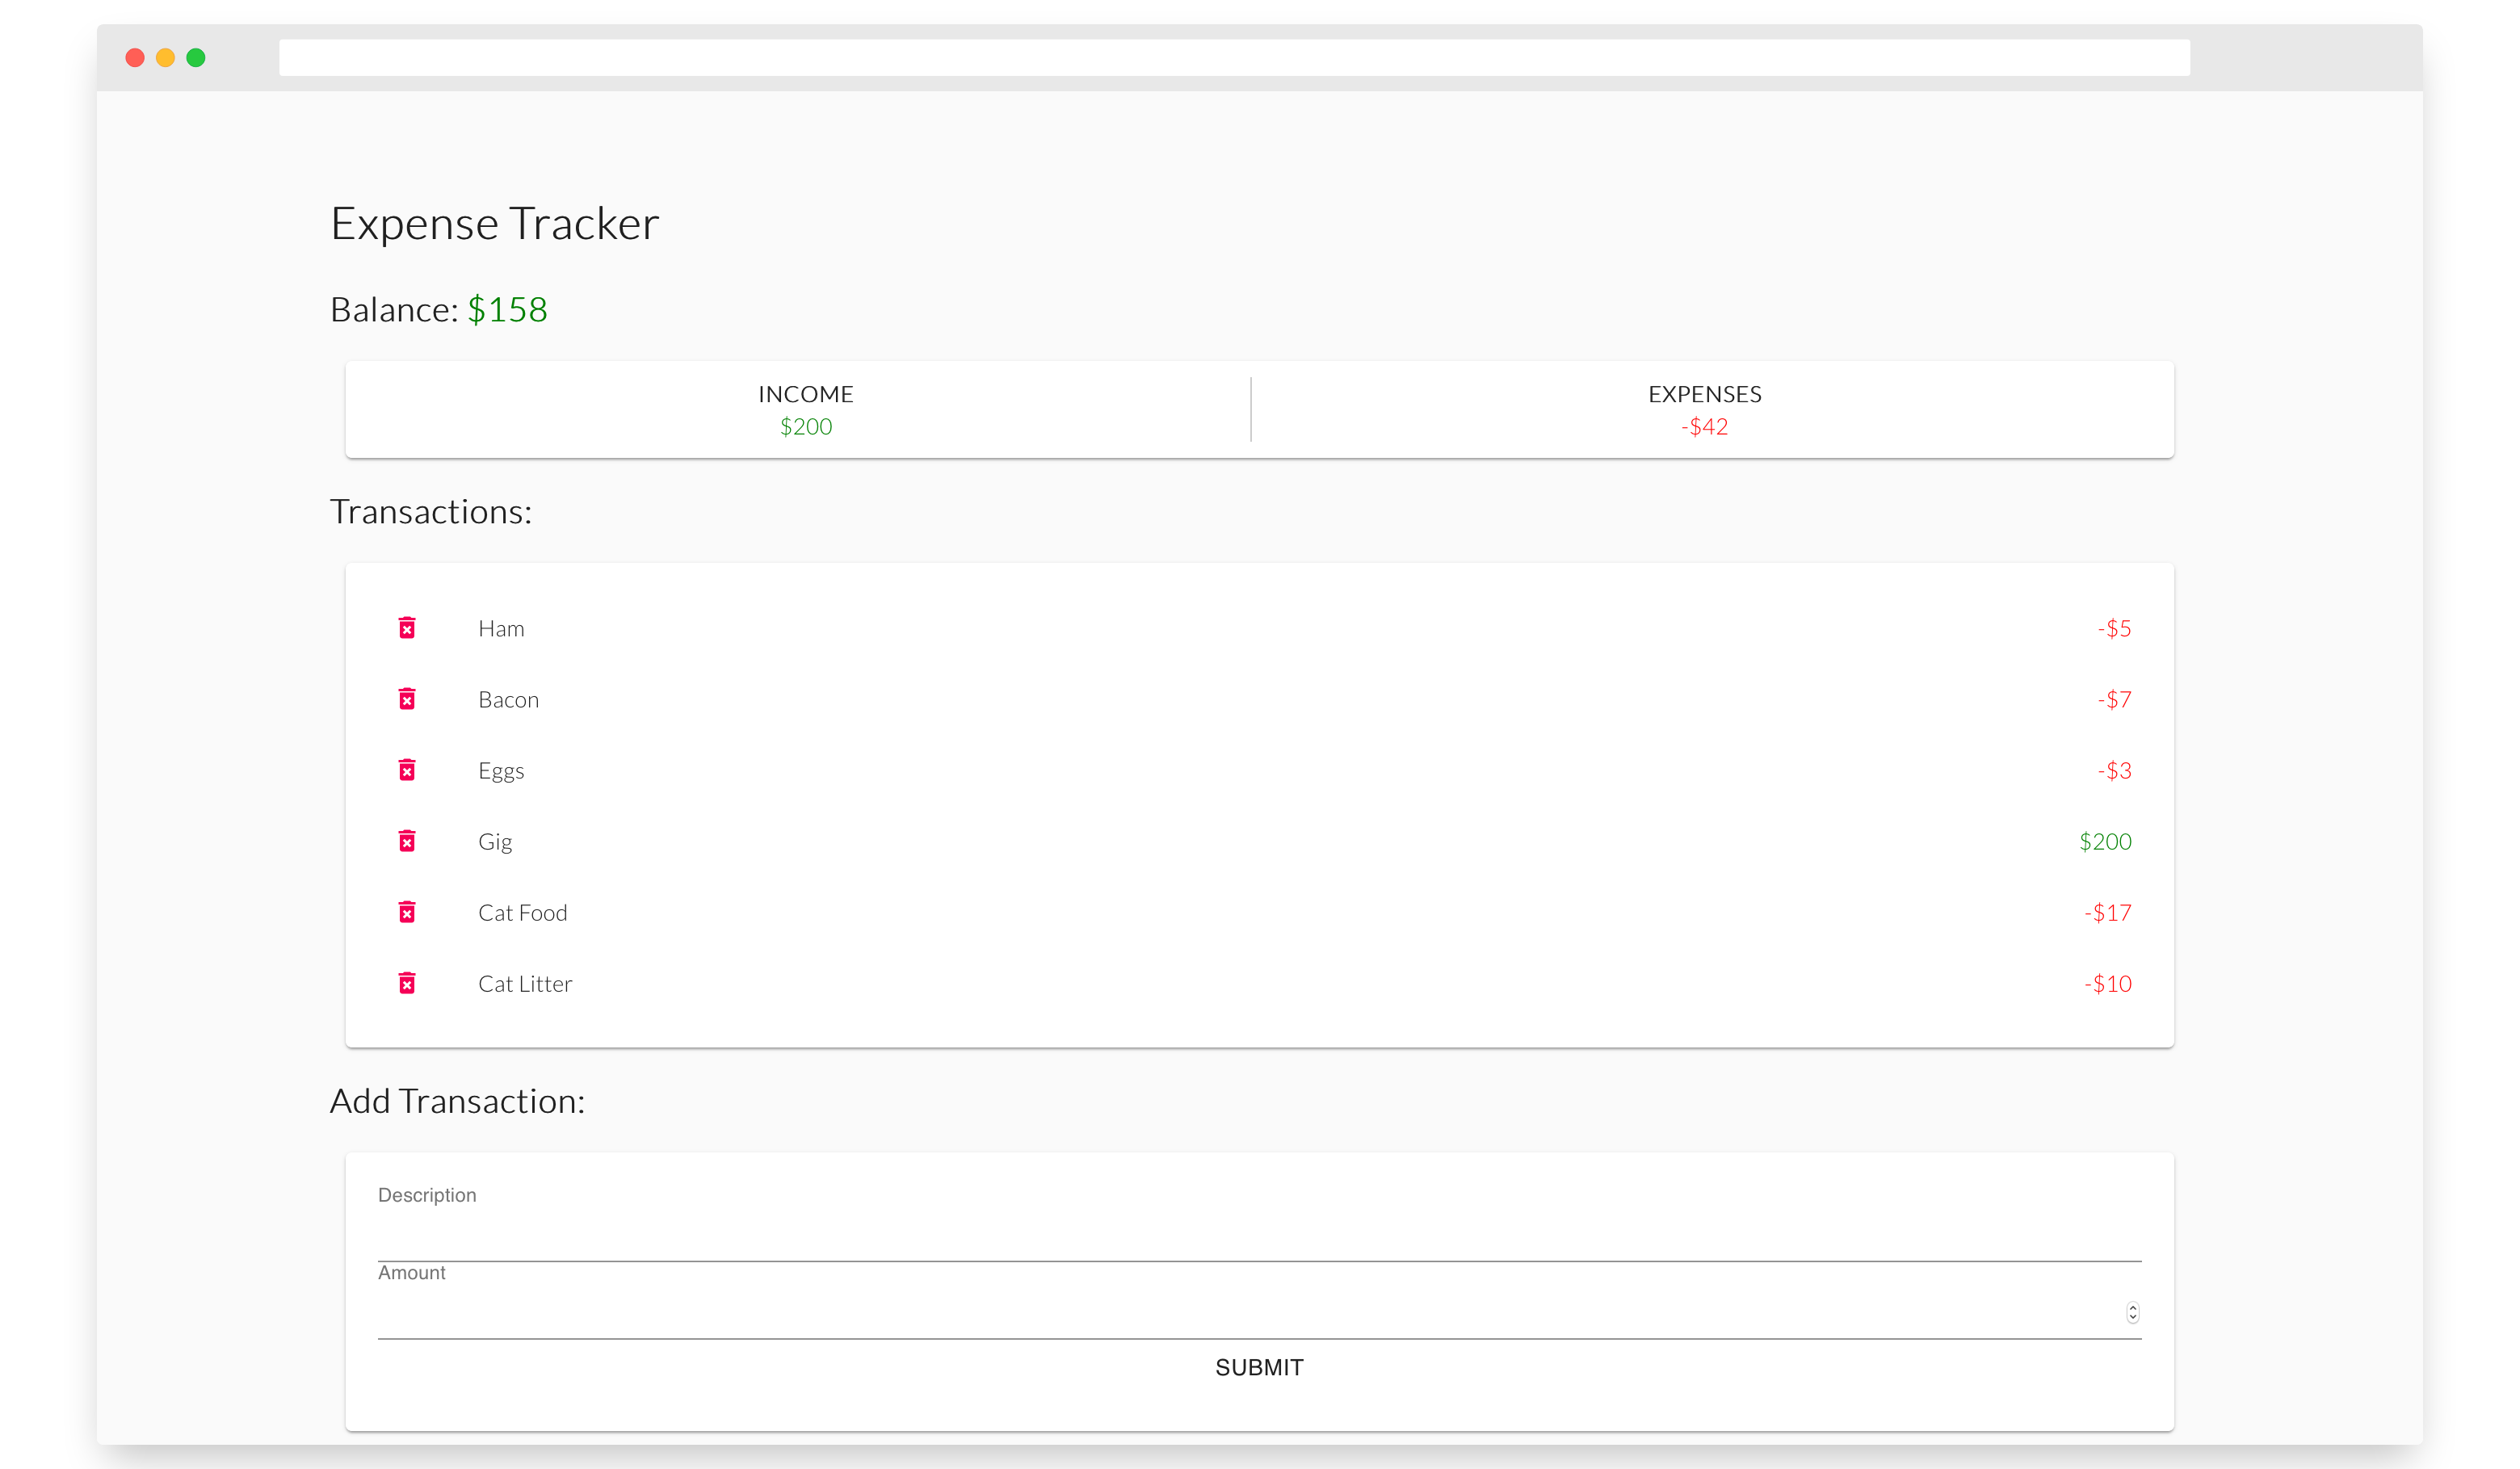 Expense Tracker
Balance: $158
INCOME
$200
EXPENSES
-$42
Transactions:
Ham -$5
Bacon -$7
Eggs -$3
Gig $200
Cat Food -$17
Cat Litter -$10
Add Transaction:
Description
Amount
SUBMIT